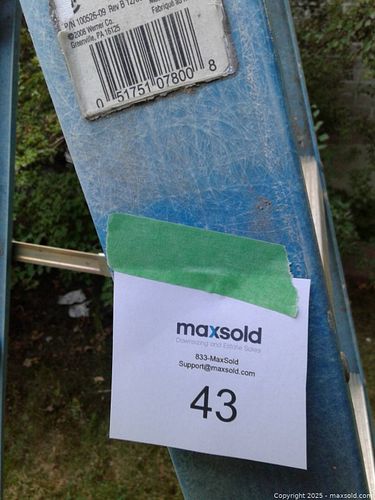 P/N 100526-09 Rev B
©2008 Werner Co.
Greenville, PA 16125
0 51751 07800 8
maxsold
Downsizing and Estate Sales
833-MaxSold
Support@maxsold.com
43
Copyright 2025 - maxsold.com